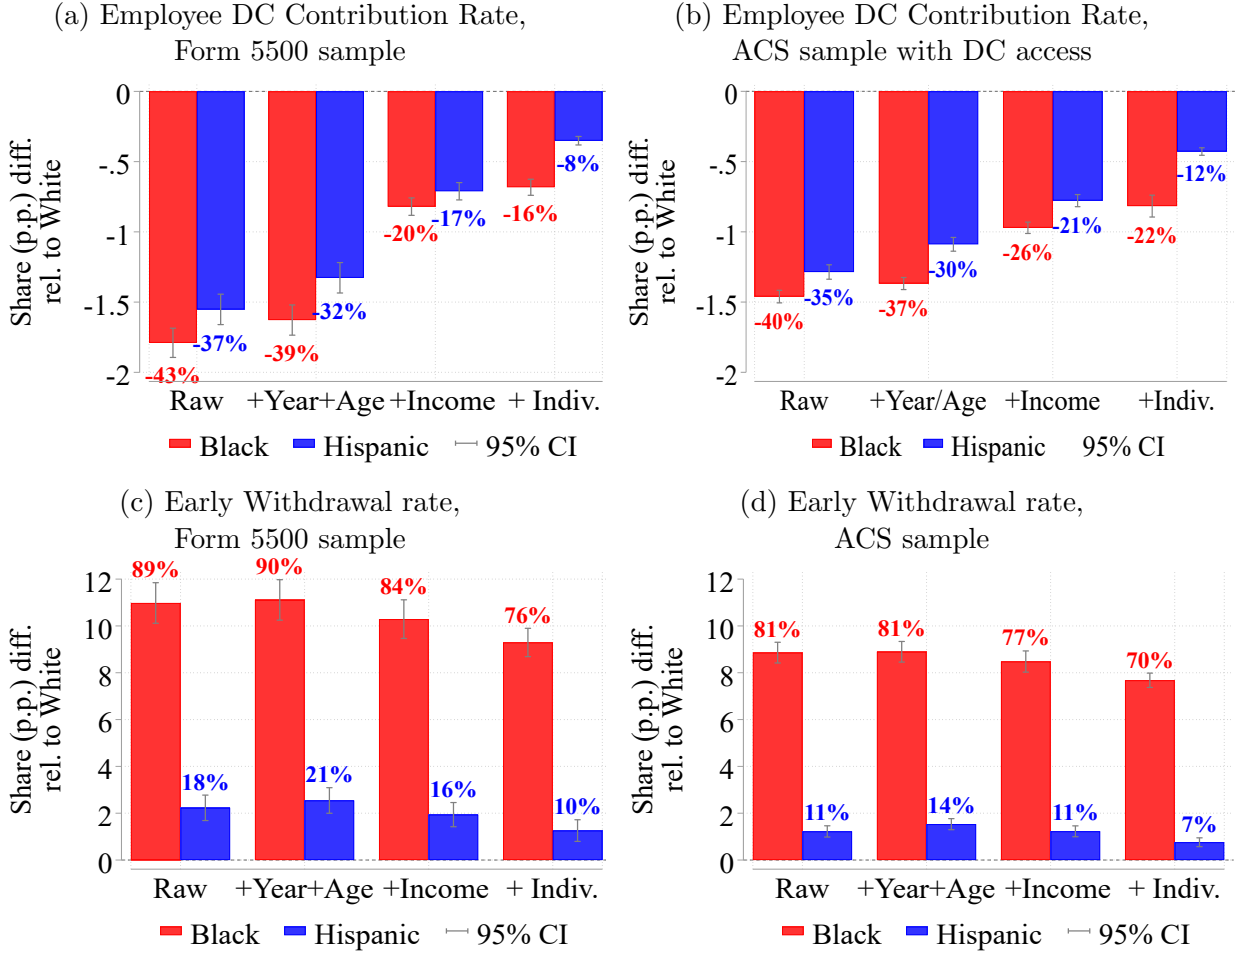 (a) Employee DC Contribution Rate,
Form 5500 sample
Share (p.p.) diff.
rel. to White
0
-.5
-1
-1.5
-2
-43%
-37%
-39%
-32%
-20%
-17%
-16%
-8%
Raw +Year+Age +Income + Indiv.
Black Hispanic 95% CI
(b) Employee DC Contribution Rate,
ACS sample with DC access
Share (p.p.) diff.
rel. to White
0
-.5
-1
-1.5
-2
-40%
-35%
-37%
-30%
-26%
-21%
-22%
-12%
Raw +Year/Age +Income +Indiv.
Black Hispanic 95% CI
(c) Early Withdrawal rate,
Form 5500 sample
Share (p.p.) diff.
rel. to White
12
10
8
6
4
2
0
89%
18%
90%
21%
84%
16%
76%
10%
Raw +Year+Age +Income + Indiv.
Black Hispanic 95% CI
(d) Early Withdrawal rate,
ACS sample
Share (p.p.) diff.
rel. to White
12
10
8
6
4
2
0
81%
11%
81%
14%
77%
11%
70%
7%
Raw +Year+Age +Income + Indiv.
Black Hispanic 95% CI